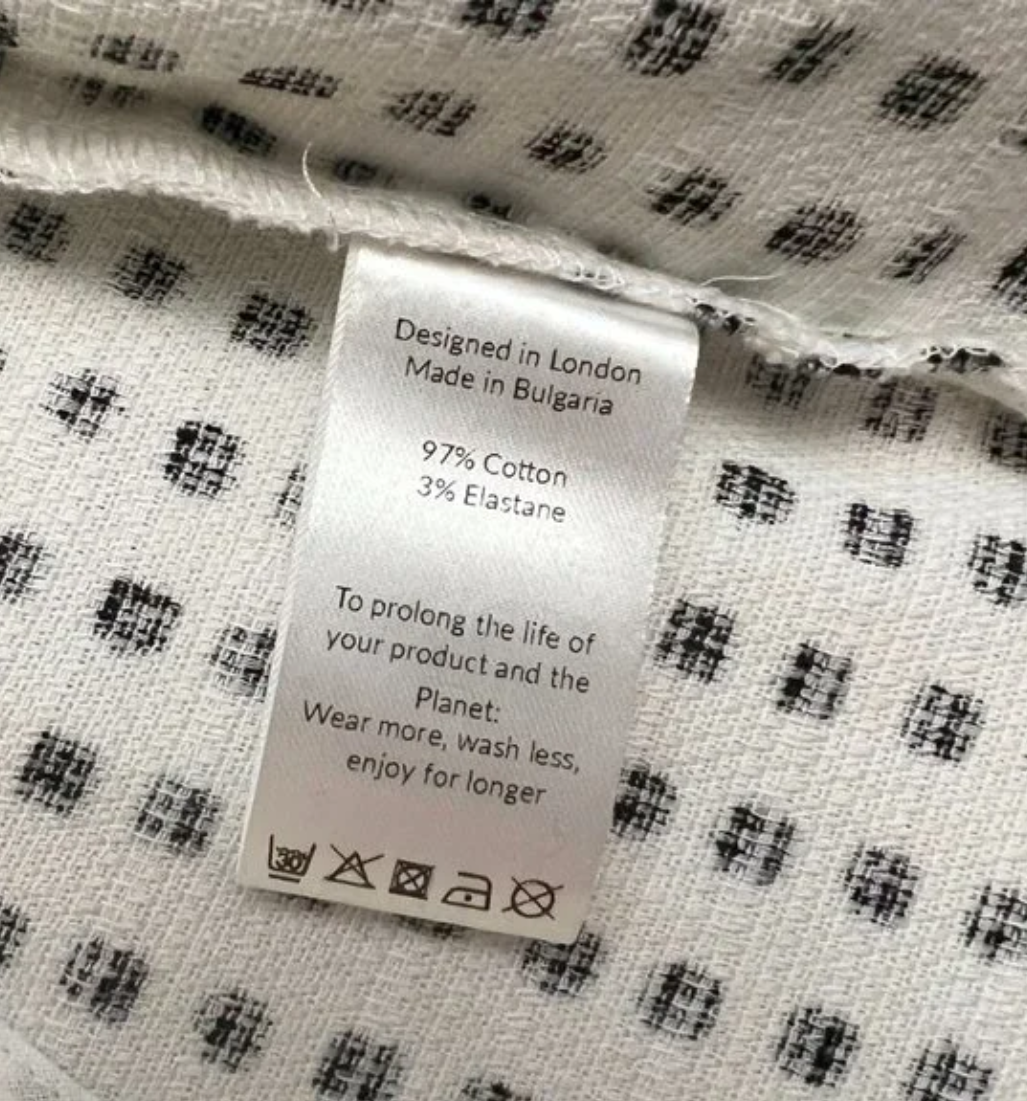 Designed in London
Made in Bulgaria
97% Cotton
3% Elastane
To prolong the life of
your product and the
Planet:
Wear more, wash less,
enjoy for longer
30